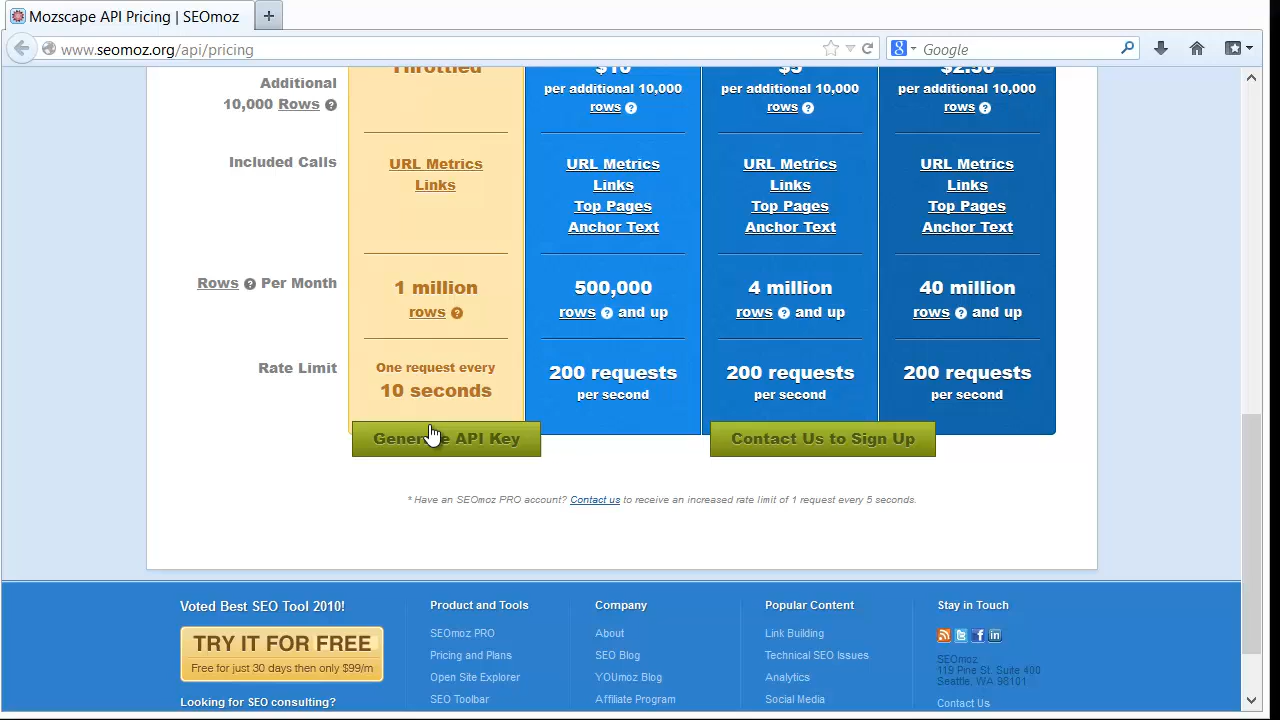 Mozscape API Pricing | SEOmoz
www.seomoz.org/api/pricing
Google
Throttled $10 $5 $2.50
Additional
10,000 Rows ?
per additional 10,000
rows ?
per additional 10,000
rows ?
per additional 10,000
rows ?
Included Calls
URL Metrics
Links
URL Metrics
Links
Top Pages
Anchor Text
URL Metrics
Links
Top Pages
Anchor Text
URL Metrics
Links
Top Pages
Anchor Text
Rows ? Per Month
1 million
rows ?
500,000
rows ? and up
4 million
rows ? and up
40 million
rows ? and up
Rate Limit
One request every
10 seconds
200 requests
per second
200 requests
per second
200 requests
per second
Generate API Key
Contact Us to Sign Up
* Have an SEOmoz PRO account? Contact us to receive an increased rate limit of 1 request every 5 seconds.
Voted Best SEO Tool 2010!
TRY IT FOR FREE
Free for just 30 days then only $99/m
Looking for SEO consulting?
Product and Tools
SEOmoz PRO
Pricing and Plans
Open Site Explorer
SEO Toolbar
Company
About
SEO Blog
YOUmoz Blog
Affiliate Program
Popular Content
Link Building
Technical SEO Issues
Analytics
Social Media
Stay in Touch
SEOmoz
119 Pine St. Suite 400
Seattle, WA 98101
Contact Us